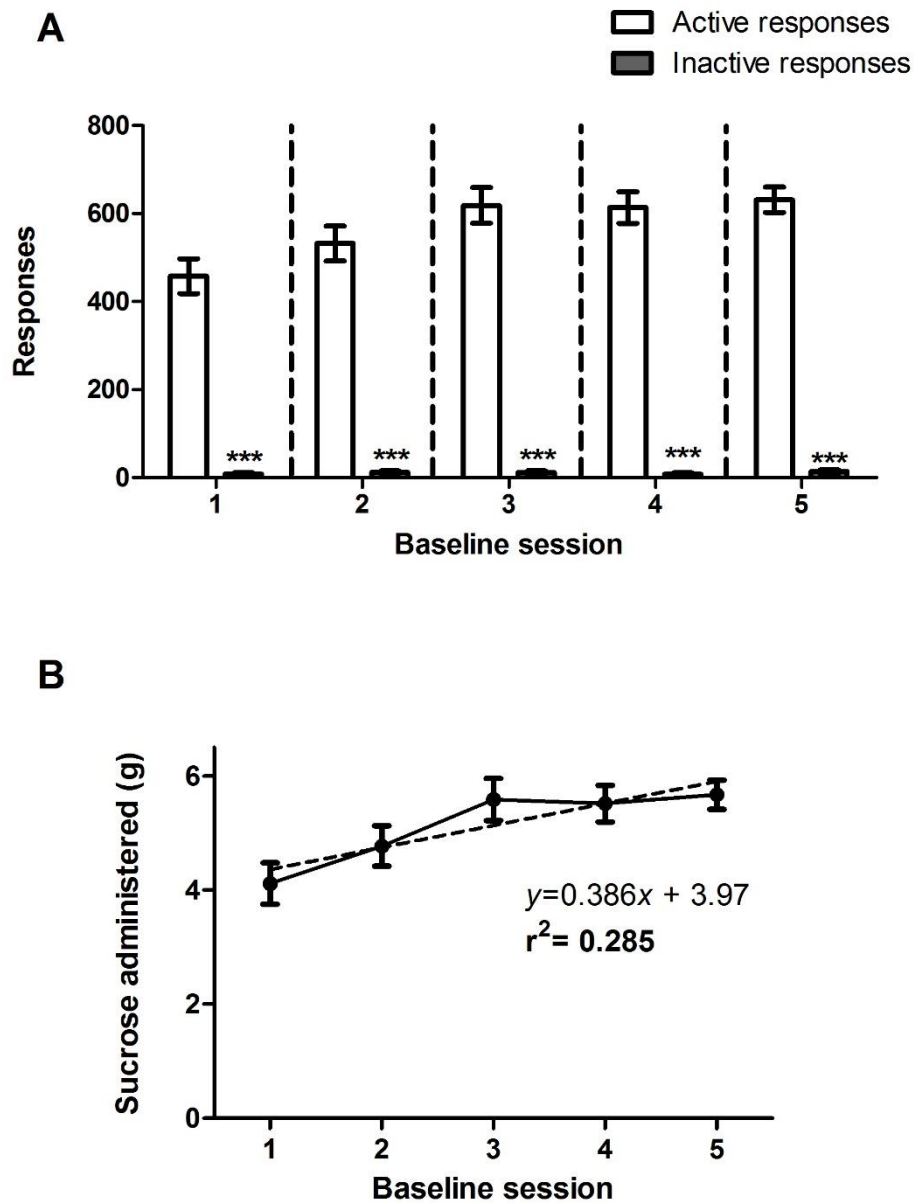 A
Active responses
Inactive responses
800
600
400
200
0
Responses
*** *** *** *** ***
1 2 3 4 5
Baseline session
B
6
4
2
0
Sucrose administered (g)
y=0.386x + 3.97
r²= 0.285
1 2 3 4 5
Baseline session